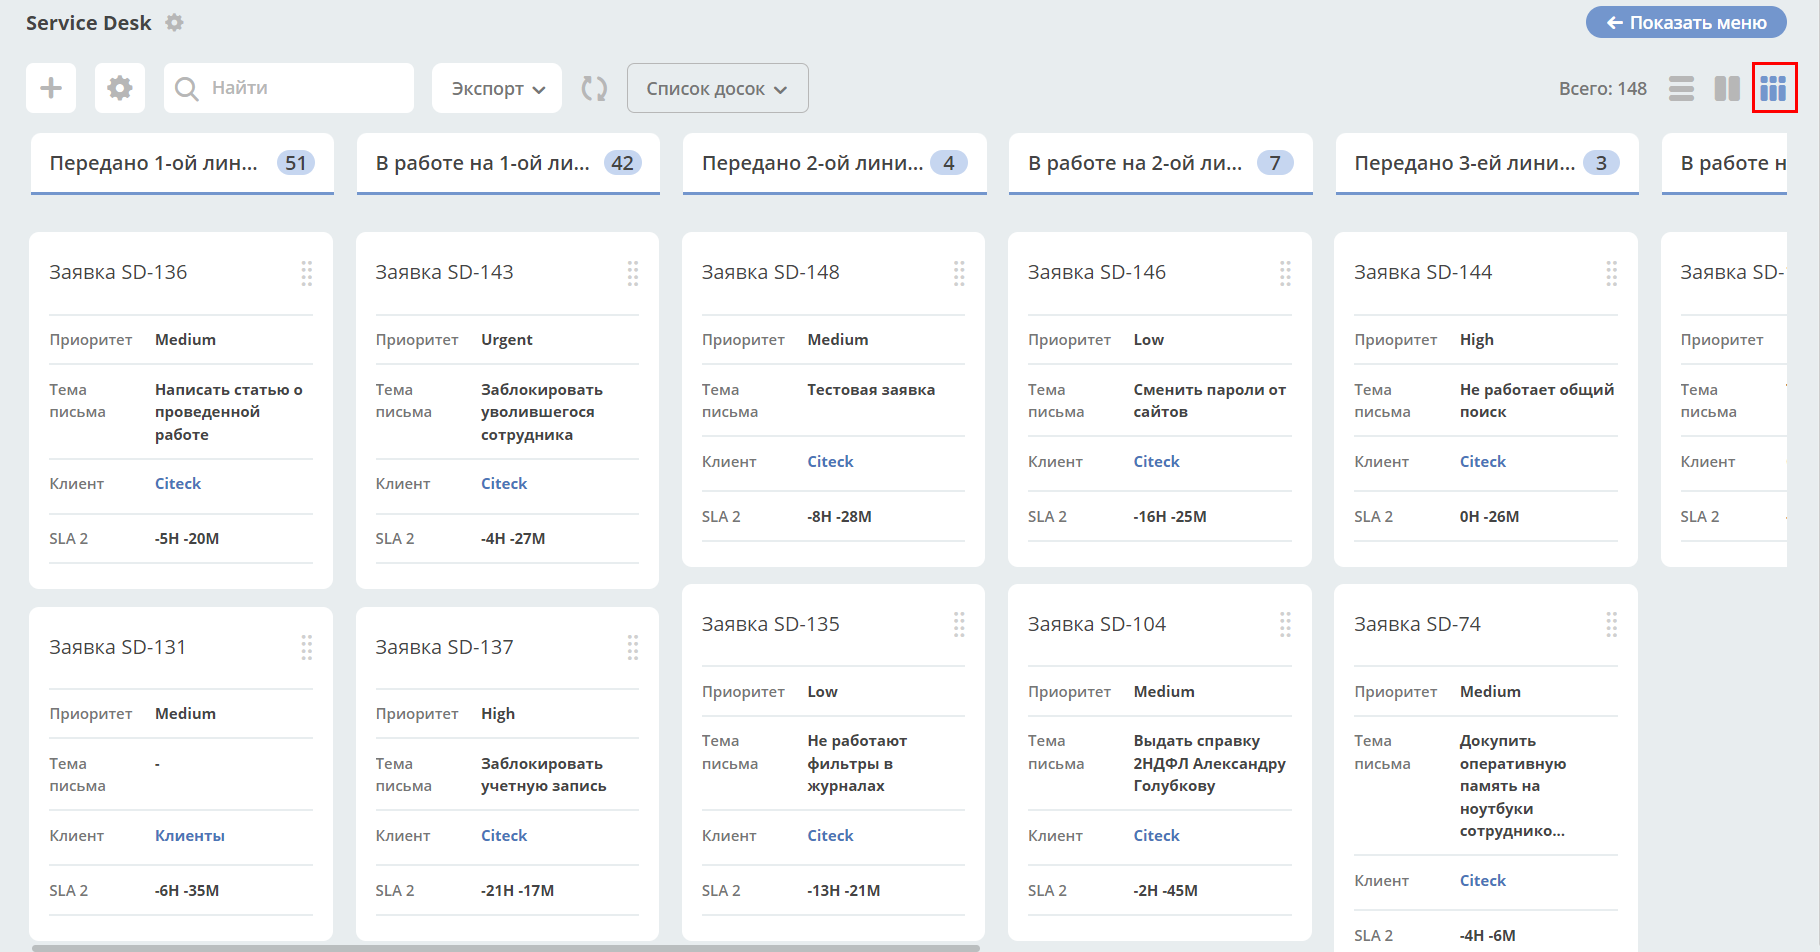 Service Desk
Показать меню
Найти
Экспорт
Список досок
Всего: 148
Передано 1-ой лин... 51
В работе на 1-ой ли... 42
Передано 2-ой лини... 4
В работе на 2-ой ли... 7
Передано 3-ей лини... 3
В работе н
Заявка SD-136
Приоритет Medium
Тема письма
Написать статью о
проведенной
работе
Клиент Citeck
SLA 2 -5H -20M
Заявка SD-131
Приоритет Medium
Тема -
письма
Клиент Клиенты
SLA 2 -6H -35M
Заявка SD-143
Приоритет Urgent
Тема письма
Заблокировать
уволившегося
сотрудника
Клиент Citeck
SLA 2 -4H -27M
Заявка SD-137
Приоритет High
Тема письма
Заблокировать
учетную запись
Клиент Citeck
SLA 2 -21H -17M
Заявка SD-148
Приоритет Medium
Тема письма
Тестовая заявка
Клиент Citeck
SLA 2 -8H -28M
Заявка SD-135
Приоритет Low
Тема письма
Не работают
фильтры в
журналах
Клиент Citeck
SLA 2 -13H -21M
Заявка SD-146
Приоритет Low
Тема письма
Сменить пароли от
сайтов
Клиент Citeck
SLA 2 -16H -25M
Заявка SD-104
Приоритет Medium
Тема письма
Выдать справку
2НДФЛ Александру
Голубкову
Клиент Citeck
SLA 2 -2H -45M
Заявка SD-144
Приоритет High
Тема письма
Не работает общий
поиск
Клиент Citeck
SLA 2 0H -26M
Заявка SD-74
Приоритет Medium
Тема письма
Докупить
оперативную
память на
ноутбуки
сотруднико...
Клиент Citeck
SLA 2 -4H -6M
Заявка SD-
Приоритет
Тема
письма
Клиент
SLA 2